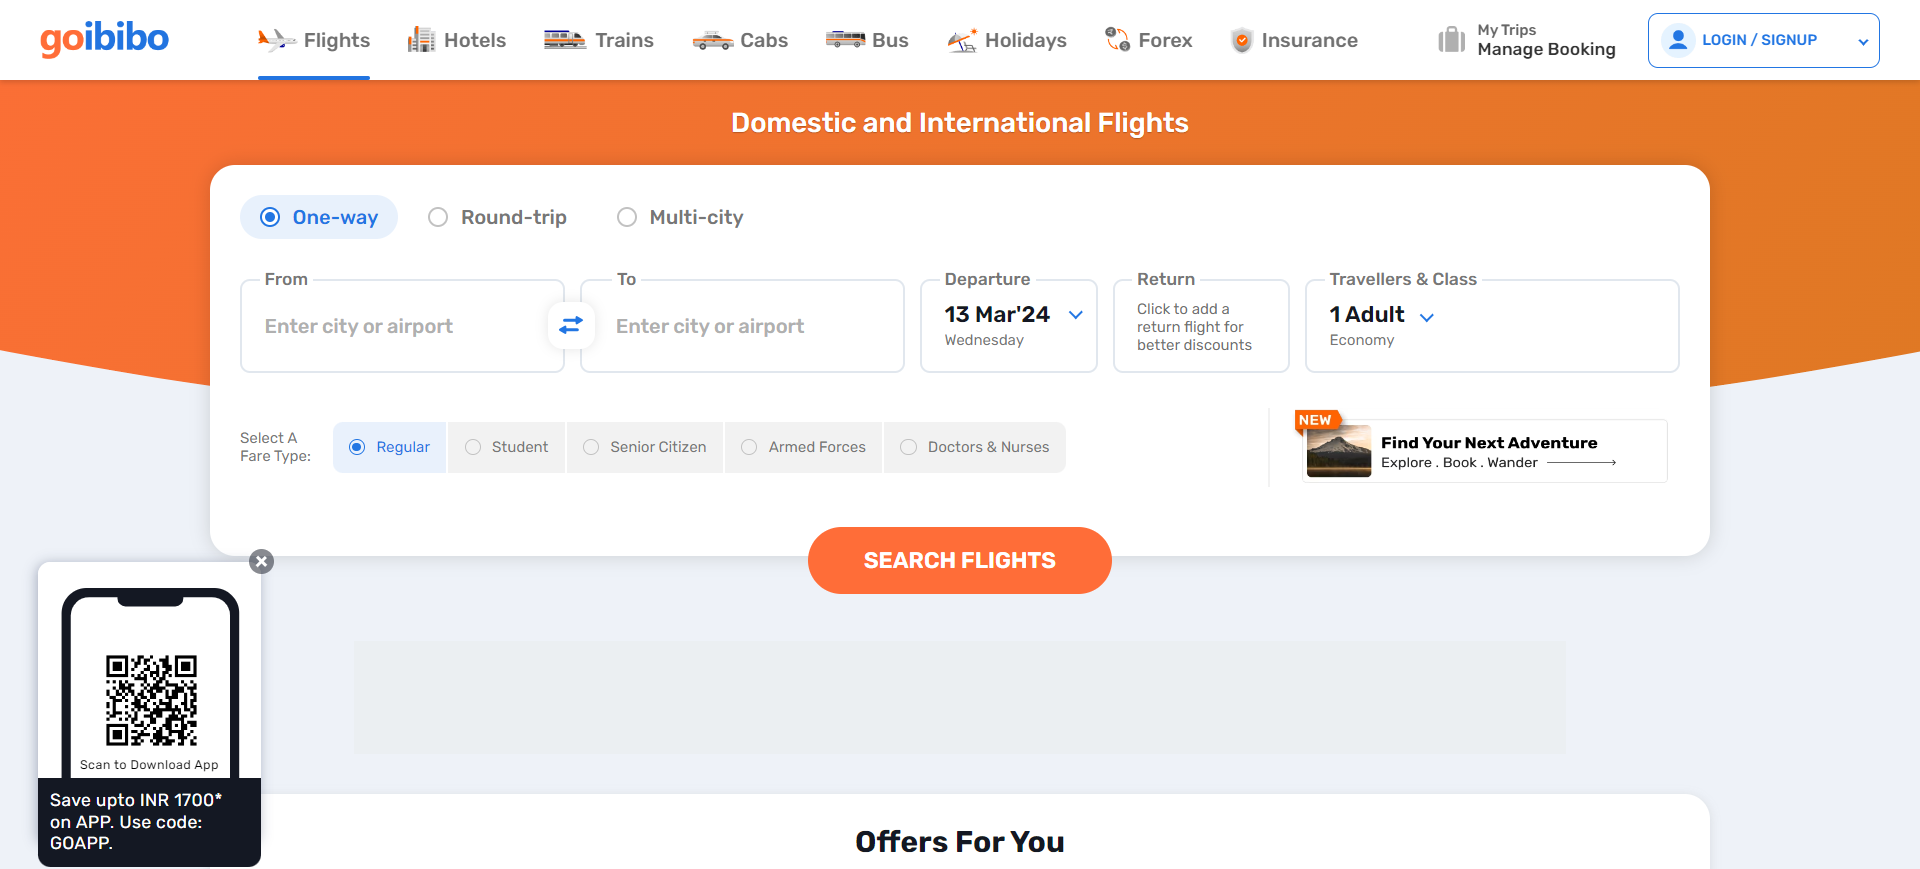 goibibo
Flights
Hotels
Trains
Cabs
Bus
Holidays
Forex
Insurance
My Trips
Manage Booking
LOGIN / SIGNUP
Domestic and International Flights
One-way
Round-trip
Multi-city
From
Enter city or airport
To
Enter city or airport
Departure
13 Mar'24
Wednesday
Return
Click to add a
return flight for
better discounts
Travellers & Class
1 Adult
Economy
Select A
Fare Type:
Regular
Student
Senior Citizen
Armed Forces
Doctors & Nurses
NEW
Find Your Next Adventure
Explore . Book . Wander
SEARCH FLIGHTS
Scan to Download App
Save upto INR 1700*
on APP. Use code:
GOAPP.
Offers For You